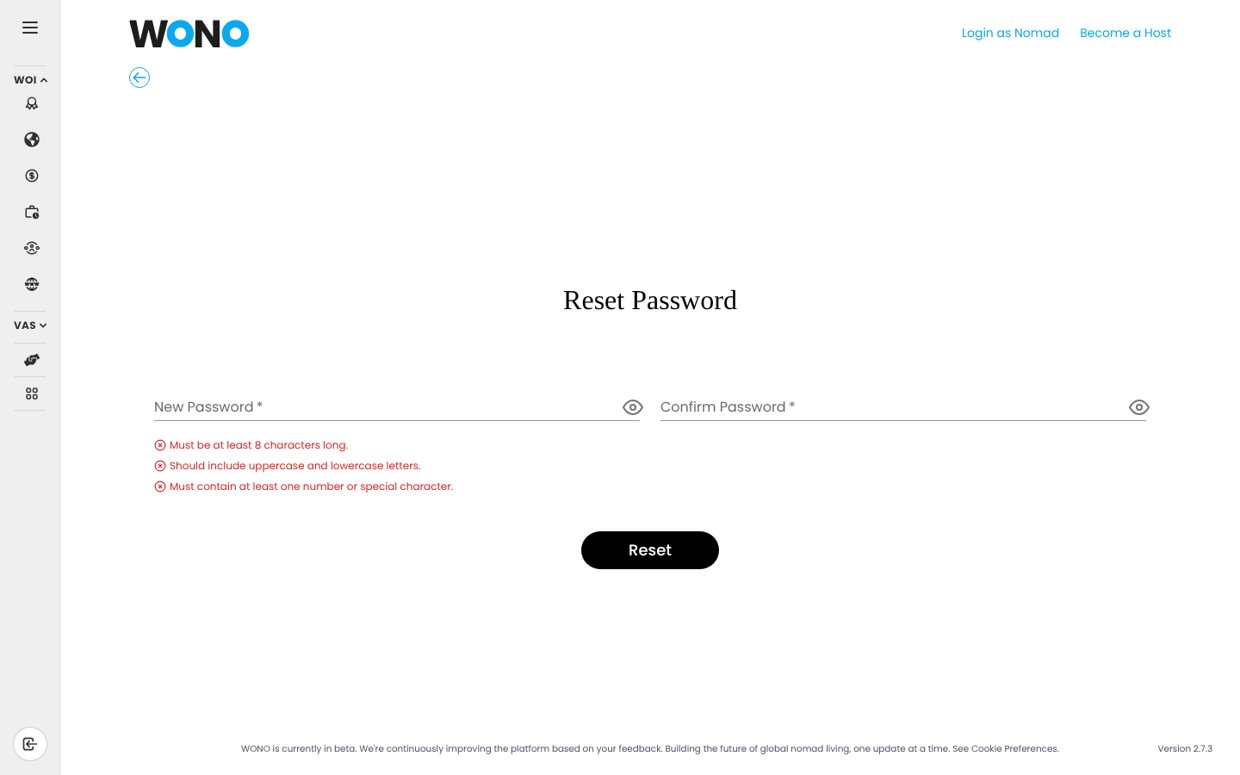 WONO
Login as Nomad
Become a Host
WOI
VAS
Reset Password
New Password *
Confirm Password *
Must be at least 8 characters long.
Should include uppercase and lowercase letters.
Must contain at least one number or special character.
Reset
WONO is currently in beta. We're continuously improving the platform based on your feedback. Building the future of global nomad living, one update at a time. See Cookie Preferences.
Version 2.7.3